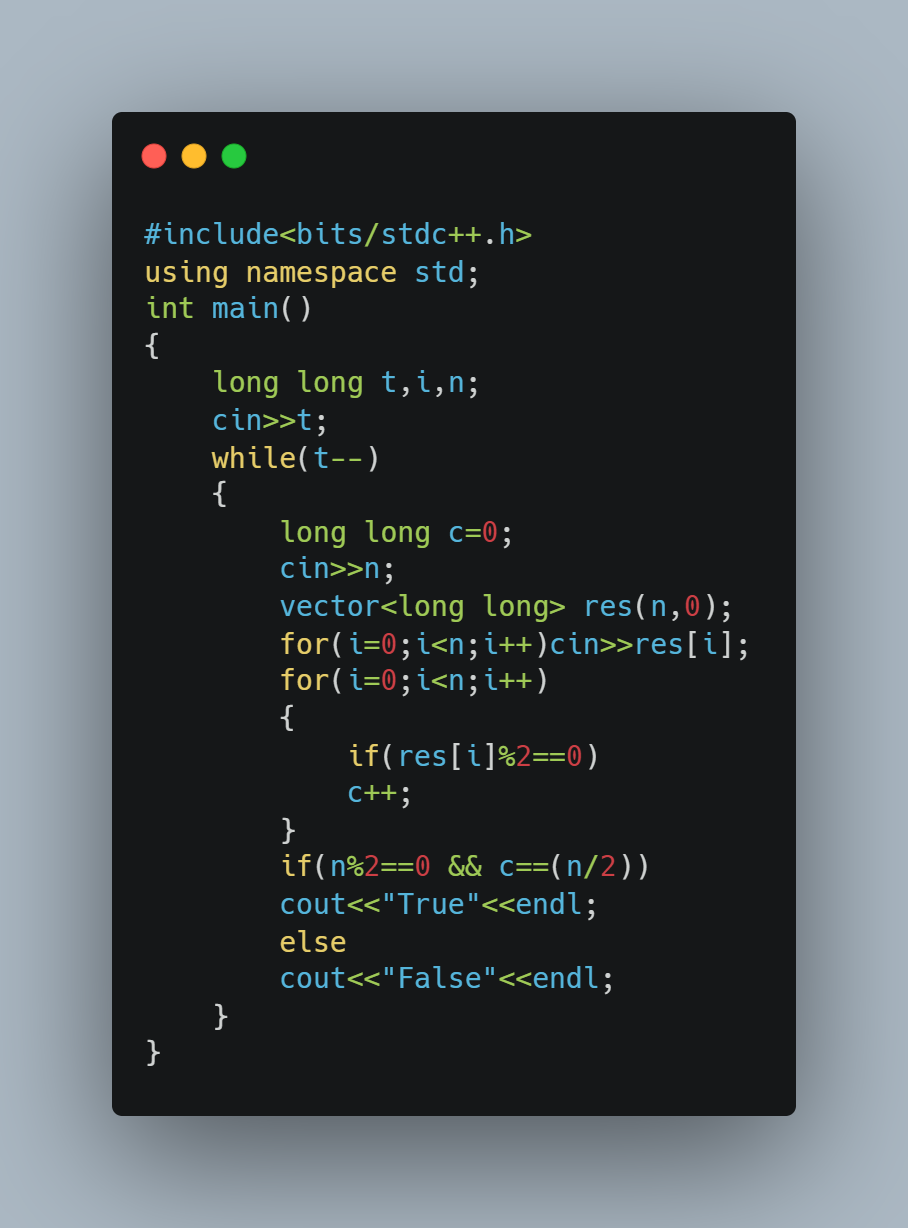 #include<bits/stdc++.h>
using namespace std;
int main()
{
    long long t,i,n;
    cin>>t;
    while(t--)
    {
        long long c=0;
        cin>>n;
        vector<long long> res(n,0);
        for(i=0;i<n;i++)cin>>res[i];
        for(i=0;i<n;i++)
        {
            if(res[i]%2==0)
            c++;
        }
        if(n%2==0 && c==(n/2))
        cout<<"True"<<endl;
        else
        cout<<"False"<<endl;
    }
}